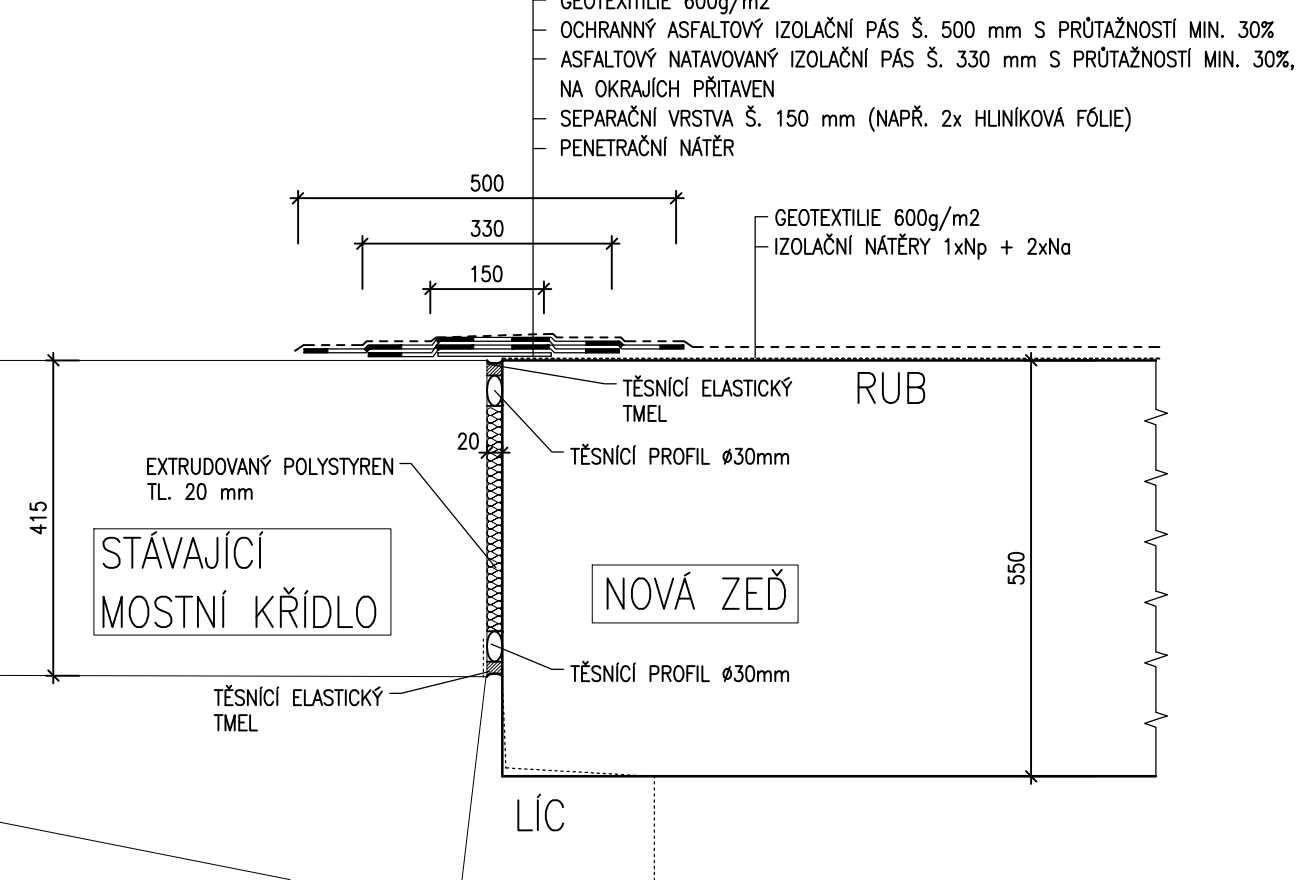 GEOTEXTILIE 600g/m2
OCHRANNÝ ASFALTOVÝ IZOLAČNÍ PÁS Š. 500 mm S PRŮTAŽNOSTÍ MIN. 30%
ASFALTOVÝ NATAVOVANÝ IZOLAČNÍ PÁS Š. 330 mm S PRŮTAŽNOSTÍ MIN. 30%,
NA OKRAJÍCH PŘITAVEN
SEPARAČNÍ VRSTVA Š. 150 mm (NAPŘ. 2x HLINÍKOVÁ FÓLIE)
PENETRAČNÍ NÁTĚR
500
330
150
GEOTEXTILIE 600g/m2
IZOLAČNÍ NÁTĚRY 1xNp + 2xNa
TĚSNÍCÍ ELASTICKÝ
TMEL
RUB
20
TĚSNÍCÍ PROFIL ø30mm
EXTRUDOVANÝ POLYSTYREN
TL. 20 mm
415
STÁVAJÍCÍ
MOSTNÍ KŘÍDLO
NOVÁ ZEĎ
550
TĚSNÍCÍ PROFIL ø30mm
TĚSNÍCÍ ELASTICKÝ
TMEL
LÍC